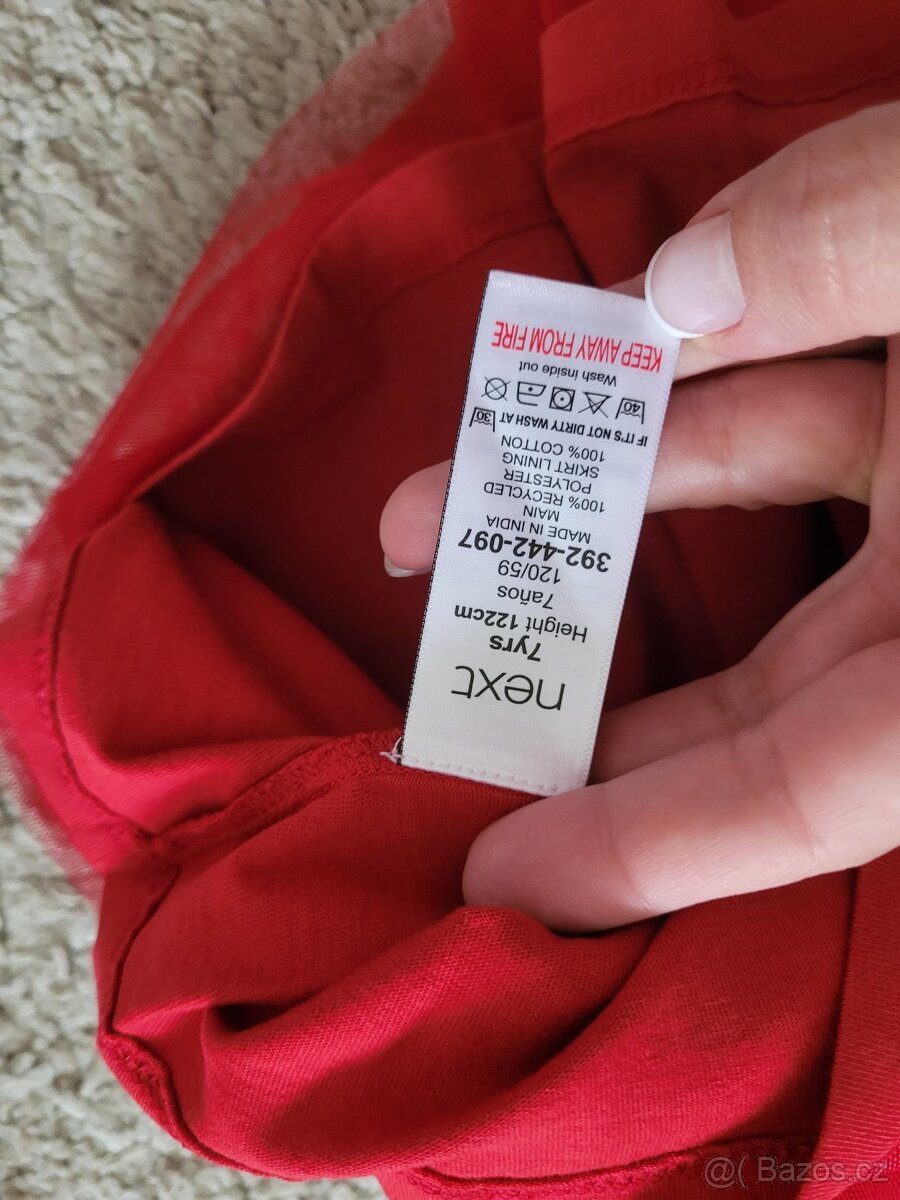 next
7yrs
Height 122cm
7años
120/59
392-442-097
MADE IN INDIA
MAIN
100% RECYCLED
POLYESTER
SKIRT LINING
100% COTTON
IF IT'S NOT DIRTY WASH AT 30
40
Wash inside out
KEEP AWAY FROM FIRE
@( Bazos.cz